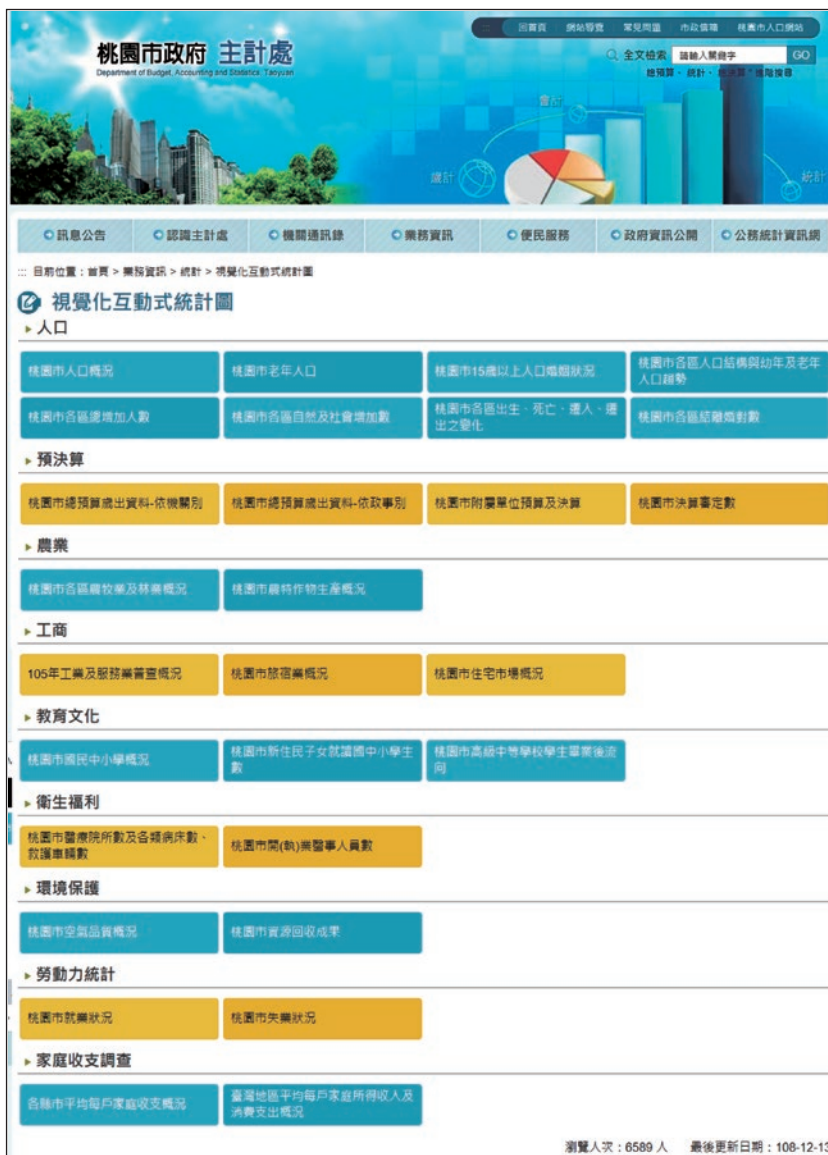 回首頁 網站導覽 常見問題 市政信箱 桃園市人口網站
桃園市政府 主計處
Department of Budget, Accounting and Statistics, Taoyuan
全文檢索 請輸入關鍵字 GO
總預算、統計、總決算 進階搜尋
會計
歲計
統計
訊息公告 認識主計處 機關通訊錄 業務資訊 便民服務 政府資訊公開 公務統計資訊網
::: 目前位置：首頁 > 業務資訊 > 統計 > 視覺化互動式統計圖
視覺化互動式統計圖
人口
桃園市人口概況 桃園市老年人口 桃園市15歲以上人口婚姻狀況 桃園市各區人口結構與幼年及老年
人口趨勢
桃園市各區總增加人數 桃園市各區自然及社會增加數 桃園市各區出生、死亡、遷入、遷
出之變化 桃園市各區結離婚對數
預決算
桃園市總預算歲出資料-依機關別 桃園市總預算歲出資料-依政事別 桃園市附屬單位預算及決算 桃園市決算審定數
農業
桃園市各區農牧業及林業概況 桃園市農特作物生產概況
工商
105年工業及服務業普查概況 桃園市旅宿業概況 桃園市住宅市場概況
教育文化
桃園市國民中小學概況 桃園市新住民子女就讀國中小學生
數 桃園市高級中等學校學生畢業後流
向
衛生福利
桃園市醫療院所數及各類病床數、
救護車輛數 桃園市開(執)業醫事人員數
環境保護
桃園市空氣品質概況 桃園市資源回收成果
勞動力統計
桃園市就業狀況 桃園市失業狀況
家庭收支調查
各縣市平均每戶家庭收支概況 臺灣地區平均每戶家庭所得收入及
消費支出概況
瀏覽人次：6589 人 最後更新日期：108-12-13